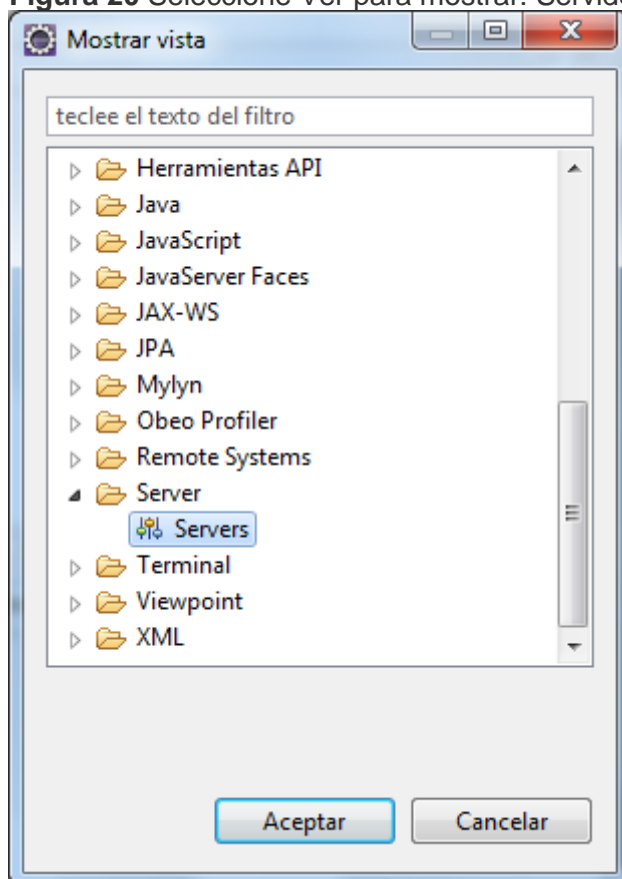 Figura 20 Seleccione Ver para mostrar: Servid
Mostrar vista
teclee el texto del filtro
Herramientas API
Java
JavaScript
JavaServer Faces
JAX-WS
JPA
Mylyn
Obeo Profiler
Remote Systems
Server
Servers
Terminal
Viewpoint
XML
Aceptar
Cancelar